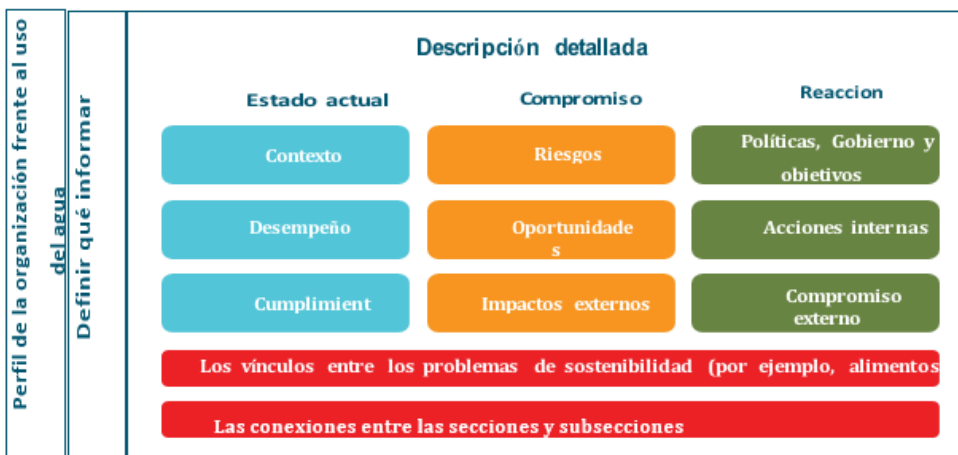 Perfil de la organización frente al uso
del agua
Definir qué informar
Descripción detallada
Estado actual
Compromiso
Reaccion
Contexto
Riesgos
Políticas, Gobierno y
objetivos
Desempeño
Oportunidade
s
Acciones internas
Cumplimient
Impactos externos
Compromiso
externo
Los vínculos entre los problemas de sostenibilidad (por ejemplo, alimentos
Las conexiones entre las secciones y subsecciones